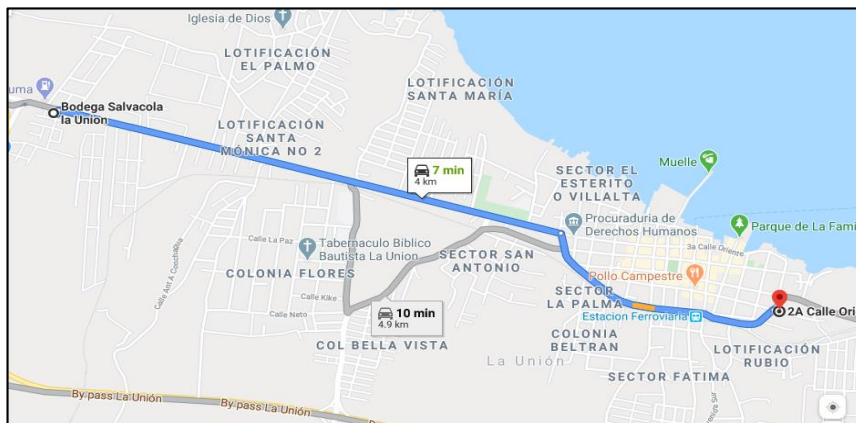 Iglesia de Dios
LOTIFICACIÓN
EL PALMO
uma
Bodega Salvacola
la Union
LOTIFICACIÓN
SANTA MARÍA
LOTIFICACIÓN
SANTA
MÓNICA NO 2
7 min
4 km
SECTOR EL
ESTERITO
O VILLALTA
Muelle
Procuraduria de
Derechos Humanos
Parque de La Fami
3a Calle Oriente
Calle La Paz
Tabernaculo Biblico
Bautista La Union
SECTOR SAN
ANTONIO
COLONIA FLORES
Pollo Campestre
Calle Kike
Calle Neto
10 min
4.9 km
SECTOR
LA PALMA
Estacion Ferroviaria
2A Calle Ori
COL BELLA VISTA
COLONIA
BELTRAN
La Unión
LOTIFICACIÓN
RUBIO
SECTOR FATIMA
By pass La Unión
By pass La Unión